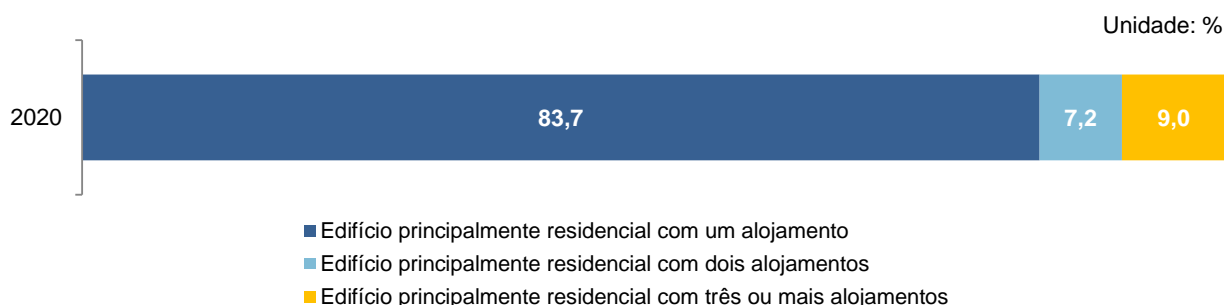 Unidade: %
2020
83,7
7,2
9,0
Edifício principalmente residencial com um alojamento
Edifício principalmente residencial com dois alojamentos
Edifício principalmente residencial com três ou mais alojamentos